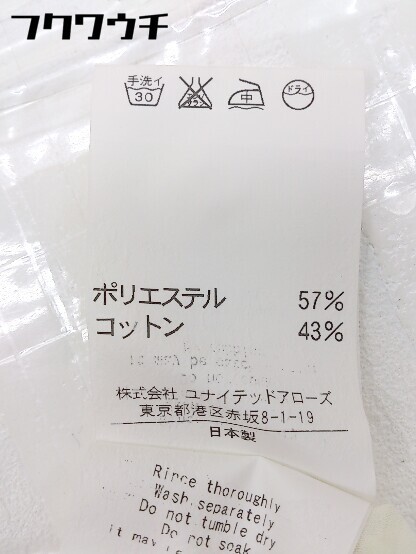 フクウウチ
手洗イ
30
中
ドライ
ポリエステル 57%
コットン 43%
株式会社 ユナイテッドアローズ
東京都港区赤坂8-1-19
日本製
Rince thoroughly
Wash separately
Do not tumble dry
Do not soak
it may